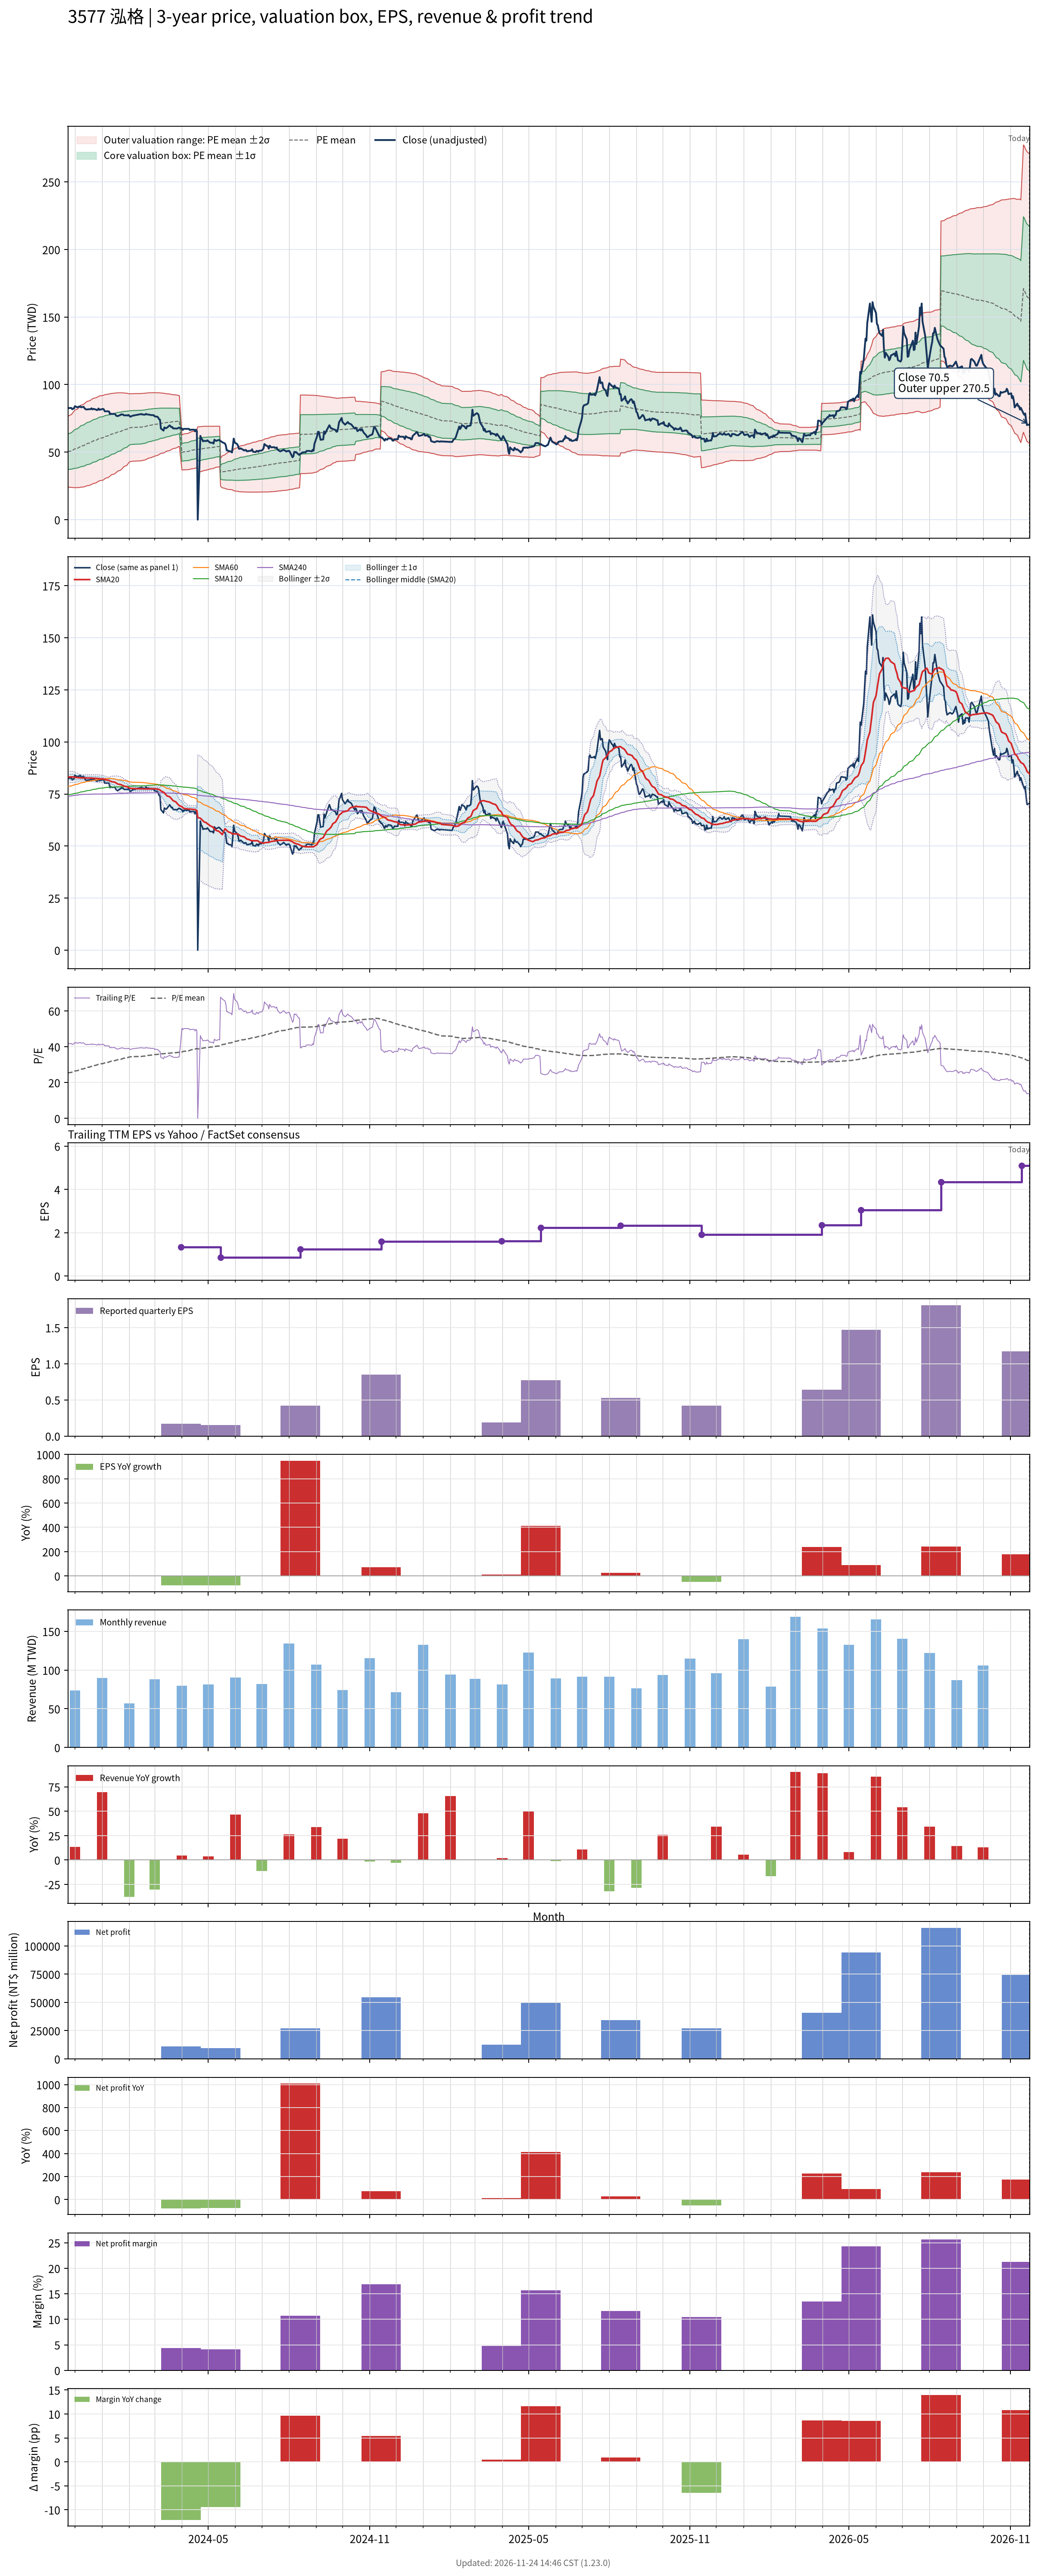 3577 泓格 | 3-year price, valuation box, EPS, revenue & profit trend
Outer valuation range: PE mean ±2σ
Core valuation box: PE mean ±1σ
PE mean
Close (unadjusted)
Today
Price (TWD)
250
200
150
100
50
0
Close 70.5
Outer upper 270.5
Close (same as panel 1)
SMA20
SMA60
SMA120
SMA240
Bollinger ±2σ
Bollinger ±1σ
Bollinger middle (SMA20)
Price
175
150
125
100
75
50
25
0
Trailing P/E
P/E mean
P/E
60
40
20
0
Trailing TTM EPS vs Yahoo / FactSet consensus
Today
EPS
6
4
2
0
Reported quarterly EPS
EPS
1.5
1.0
0.5
0.0
EPS YoY growth
YoY (%)
1000
800
600
400
200
0
Monthly revenue
Revenue (M TWD)
150
100
50
0
Revenue YoY growth
YoY (%)
75
50
25
0
-25
Month
Net profit
Net profit (NT$ million)
100000
75000
50000
25000
0
Net profit YoY
YoY (%)
1000
800
600
400
200
0
Net profit margin
Margin (%)
25
20
15
10
5
0
Margin YoY change
Δ margin (pp)
15
10
5
0
-5
-10
2024-05
2024-11
2025-05
2025-11
2026-05
2026-11
Updated: 2026-11-24 14:46 CST (1.23.0)